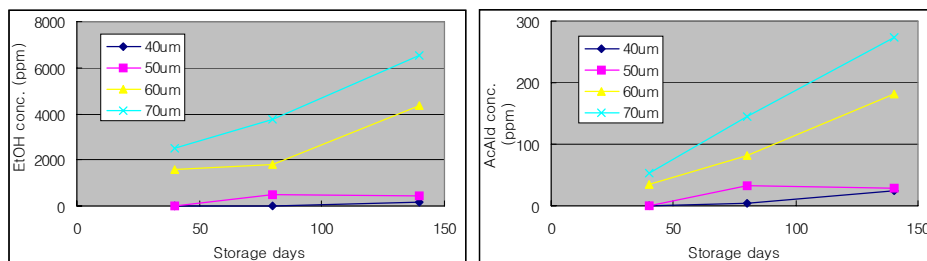 8000
6000
4000
2000
0
EtOH conc. (ppm)
40um
50um
60um
70um
0
50
100
150
Storage days
300
200
100
0
AcAld conc.
(ppm)
40um
50um
60um
70um
0
50
100
150
Storage days